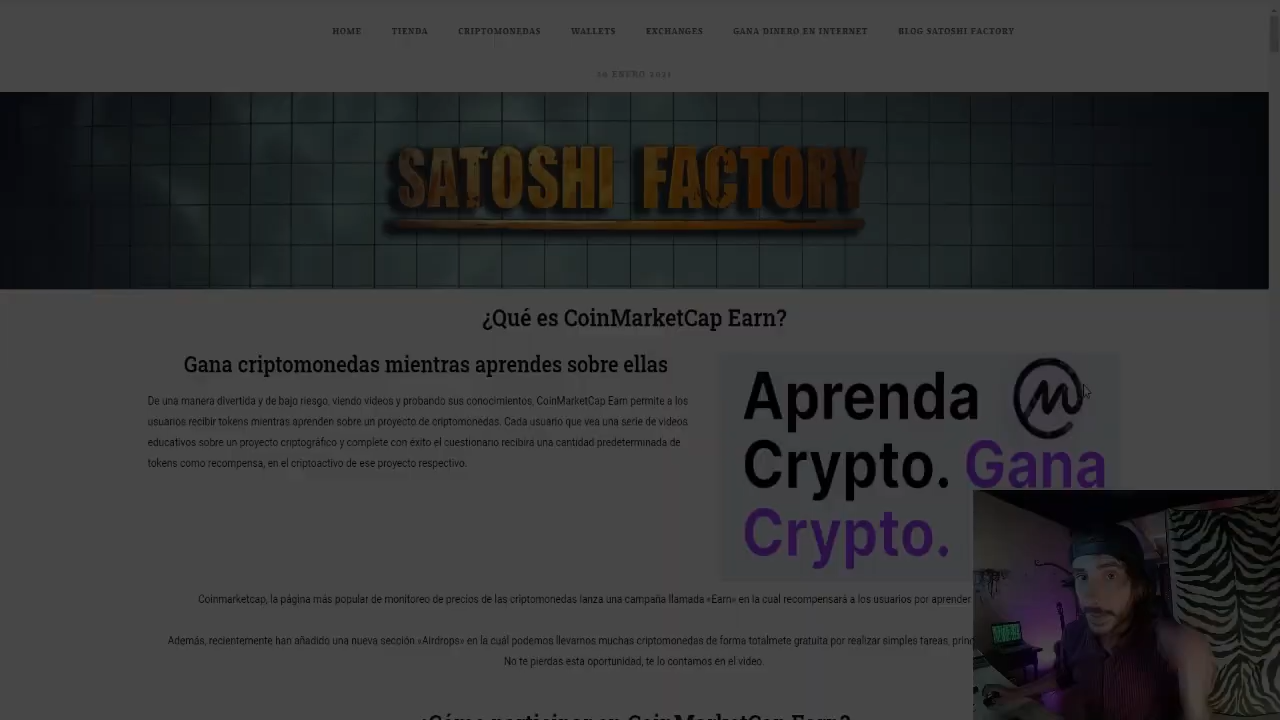 HOME TIENDA CRIPTOMONEDAS WALLETS EXCHANGES GANA DINERO EN INTERNET BLOG SATOSHI FACTORY
SATOSHI FACTORY
¿Qué es CoinMarketCap Earn?
Gana criptomonedas mientras aprendes sobre ellas
De una manera divertida y de bajo riesgo, viendo videos y probando sus conocimientos, CoinMarketCap Earn permite a los
usuarios recibir tokens mientras aprenden sobre un proyecto de criptomonedas. Cada usuario que vea una serie de videos
educativos sobre un proyecto criptográfico y complete con éxito el cuestionario recibirá una cantidad predeterminada de
tokens como recompensa, en el criptoactivo de ese proyecto respectivo.
Aprenda
Crypto. Gana
Crypto.
Coinmarketcap, la página más popular de monitoreo de precios de las criptomonedas lanza una campaña llamada «Earn» en la cual recompensará a los usuarios por aprender
Además, recientemente han añadido una nueva sección «Airdrops» en la cuál podemos llevarnos muchas criptomonedas de forma totalmete gratuita por realizar simples tareas,
No te pierdas esta oportunidad, te lo contamos en el video.
¿Cómo participar en CoinMarketCap Earn?